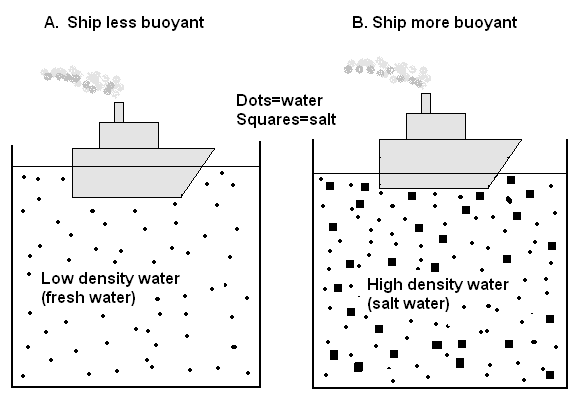 A.  Ship less buoyant
B. Ship more buoyant
Dots=water
Squares=salt
Low density water
(fresh water)
High density water
(salt water)